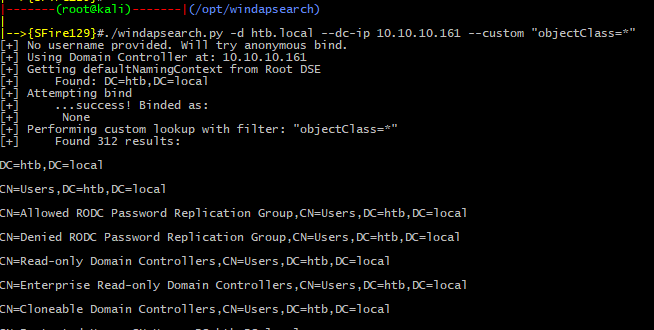 |-------(root@kali)-------|(/opt/windapsearch)
|
|-->{SFire129}#./windapsearch.py -d htb.local --dc-ip 10.10.10.161 --custom "objectClass=*"
[+] No username provided. Will try anonymous bind.
[+] Using Domain Controller at: 10.10.10.161
[+] Getting defaultNamingContext from Root DSE
[+]     Found: DC=htb,DC=local
[+] Attempting bind
[+]     ...success! Binded as:
[+]      None
[+] Performing custom lookup with filter: "objectClass=*"
[+]     Found 312 results:
DC=htb,DC=local
CN=Users,DC=htb,DC=local
CN=Allowed RODC Password Replication Group,CN=Users,DC=htb,DC=local
CN=Denied RODC Password Replication Group,CN=Users,DC=htb,DC=local
CN=Read-only Domain Controllers,CN=Users,DC=htb,DC=local
CN=Enterprise Read-only Domain Controllers,CN=Users,DC=htb,DC=local
CN=Cloneable Domain Controllers,CN=Users,DC=htb,DC=local